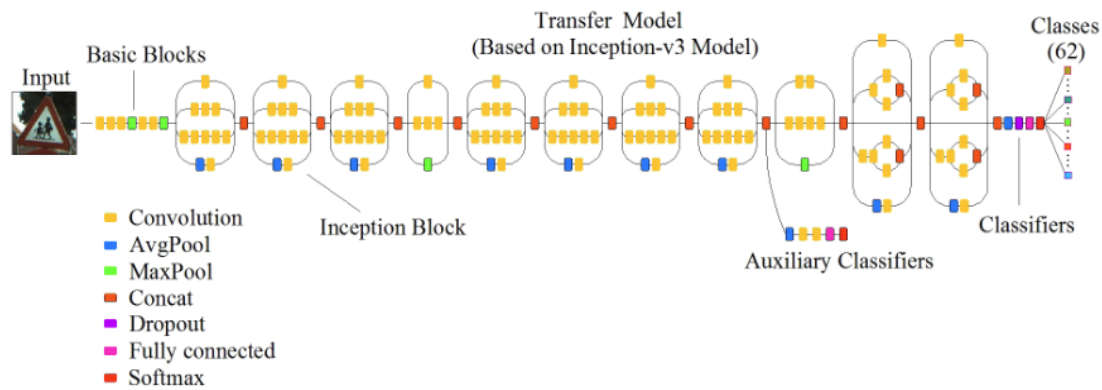 Transfer Model
(Based on Inception-v3 Model)
Classes
(62)
Basic Blocks
Input
Inception Block
Classifiers
Auxiliary Classifiers
Convolution
AvgPool
MaxPool
Concat
Dropout
Fully connected
Softmax